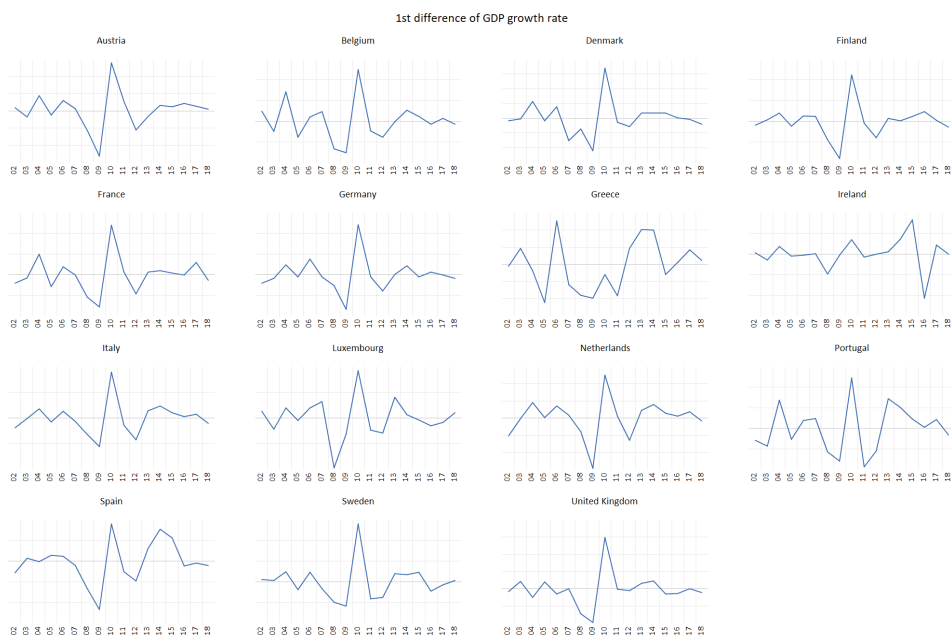 1st difference of GDP growth rate
Austria
02 03 04 05 06 07 08 09 10 11 12 13 14 15 16 17 18
Belgium
02 03 04 05 06 07 08 09 10 11 12 13 14 15 16 17 18
Denmark
02 03 04 05 06 07 08 09 10 11 12 13 14 15 16 17 18
Finland
02 03 04 05 06 07 08 09 10 11 12 13 14 15 16 17 18
France
02 03 04 05 06 07 08 09 10 11 12 13 14 15 16 17 18
Germany
02 03 04 05 06 07 08 09 10 11 12 13 14 15 16 17 18
Greece
02 03 04 05 06 07 08 09 10 11 12 13 14 15 16 17 18
Ireland
02 03 04 05 06 07 08 09 10 11 12 13 14 15 16 17 18
Italy
02 03 04 05 06 07 08 09 10 11 12 13 14 15 16 17 18
Luxembourg
02 03 04 05 06 07 08 09 10 11 12 13 14 15 16 17 18
Netherlands
02 03 04 05 06 07 08 09 10 11 12 13 14 15 16 17 18
Portugal
02 03 04 05 06 07 08 09 10 11 12 13 14 15 16 17 18
Spain
02 03 04 05 06 07 08 09 10 11 12 13 14 15 16 17 18
Sweden
02 03 04 05 06 07 08 09 10 11 12 13 14 15 16 17 18
United Kingdom
02 03 04 05 06 07 08 09 10 11 12 13 14 15 16 17 18